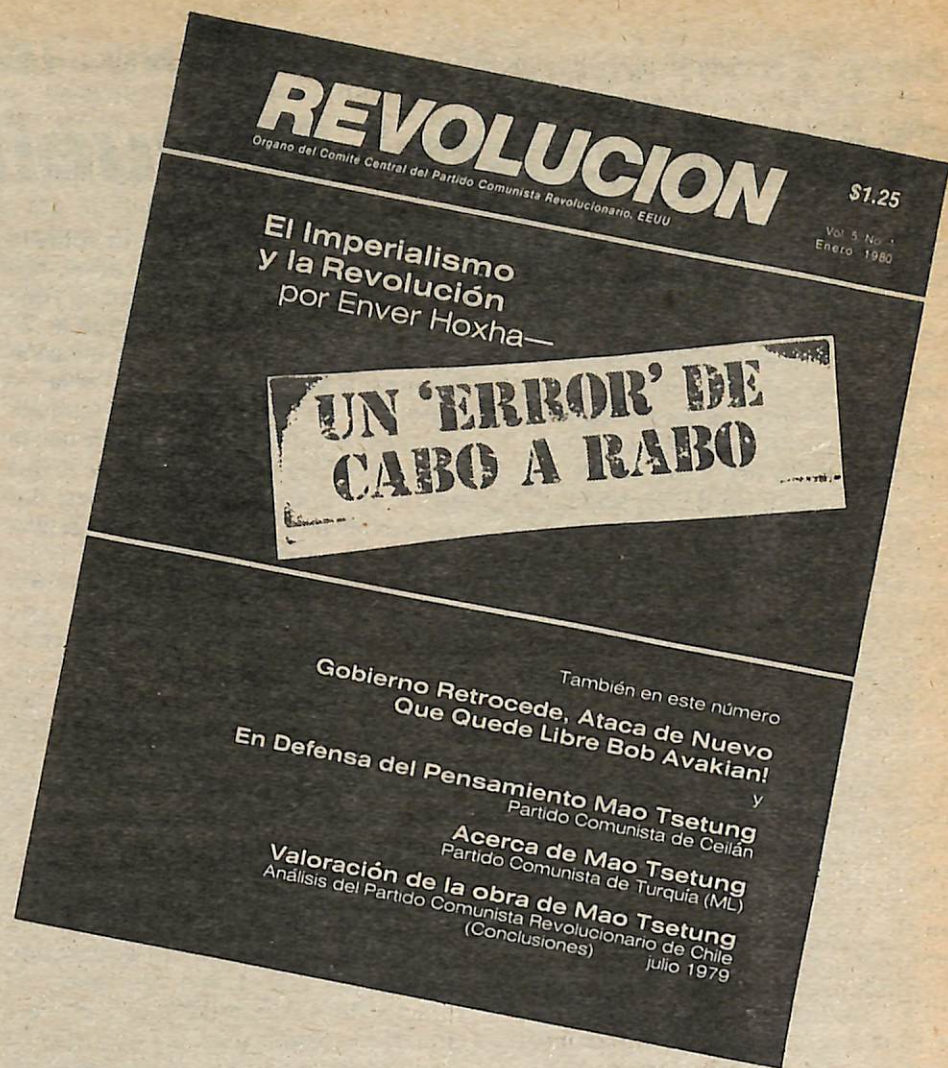 REVOLUCION
Organo del Comité Central del Partido Comunista Revolucionario, EEUU
$1.25
Vol. 5, No. 1
Enero 1980
El Imperialismo
y la Revolución
por Enver Hoxha—
UN 'ERROR' DE
CABO A RABO
También en este número
Gobierno Retrocede, Ataca de Nuevo
Que Quede Libre Bob Avakian!
y
En Defensa del Pensamiento Mao Tsetung
Partido Comunista de Ceilán
Acerca de Mao Tsetung
Partido Comunista de Turquía (ML)
Valoración de la obra de Mao Tsetung
Análisis del Partido Comunista Revolucionario de Chile
(Conclusiones) julio 1979